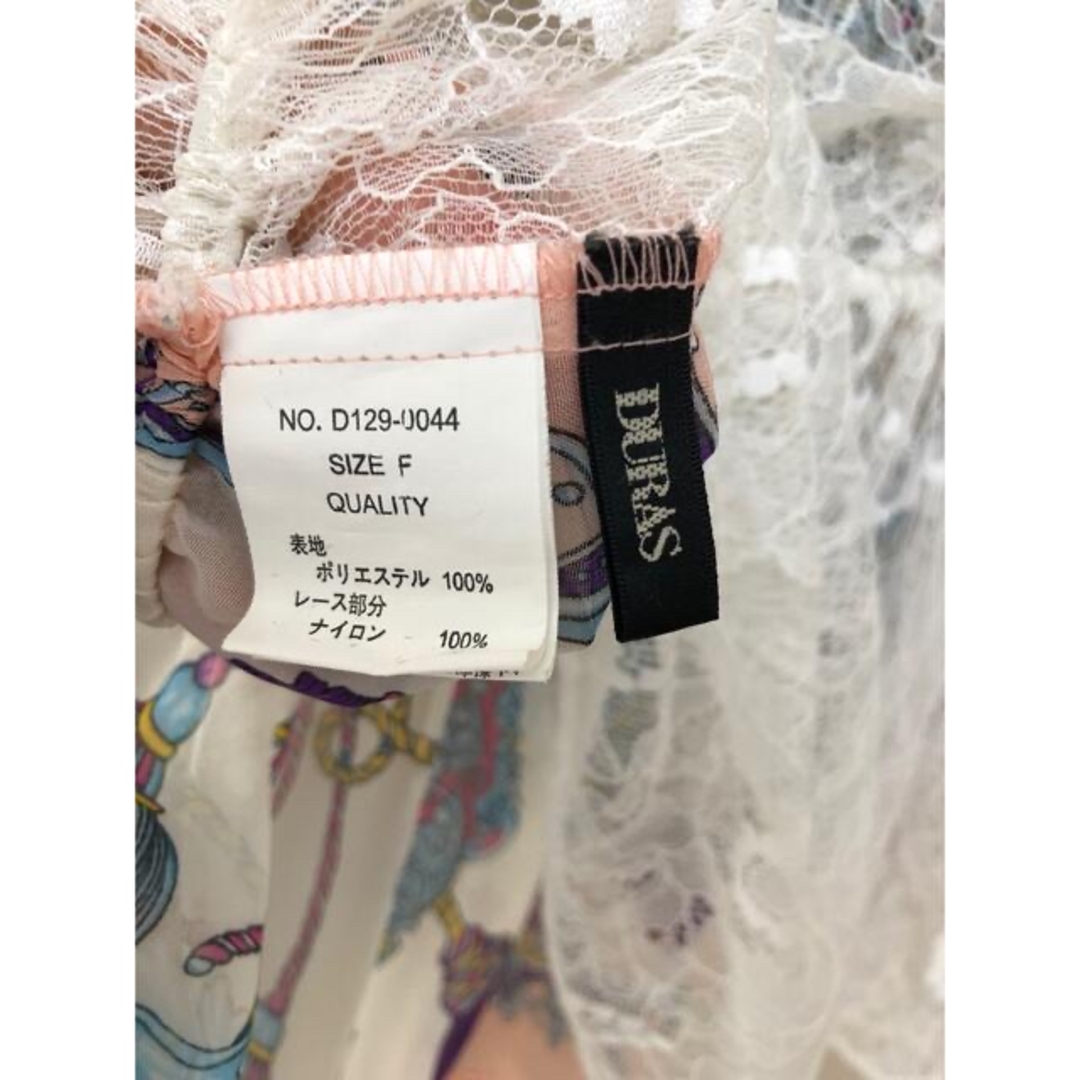 NO. D129-0044
SIZE F
QUALITY
表地
ポリエステル 100%
レース部分
ナイロン 100%
DURAS